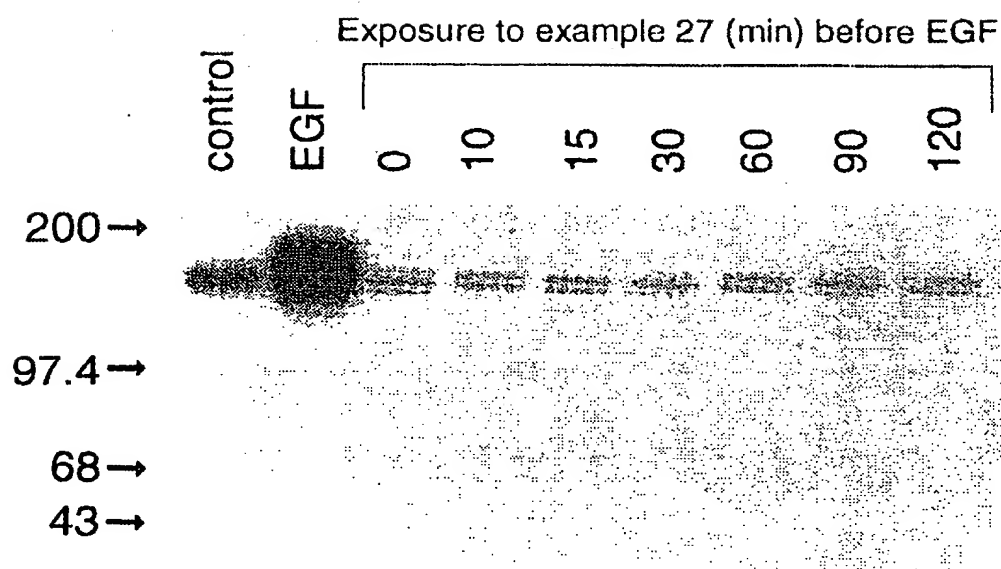 Exposure to example 27 (min) before EGF
control EGF 0 10 15 30 60 90 120
200→
97.4→
68→
43→